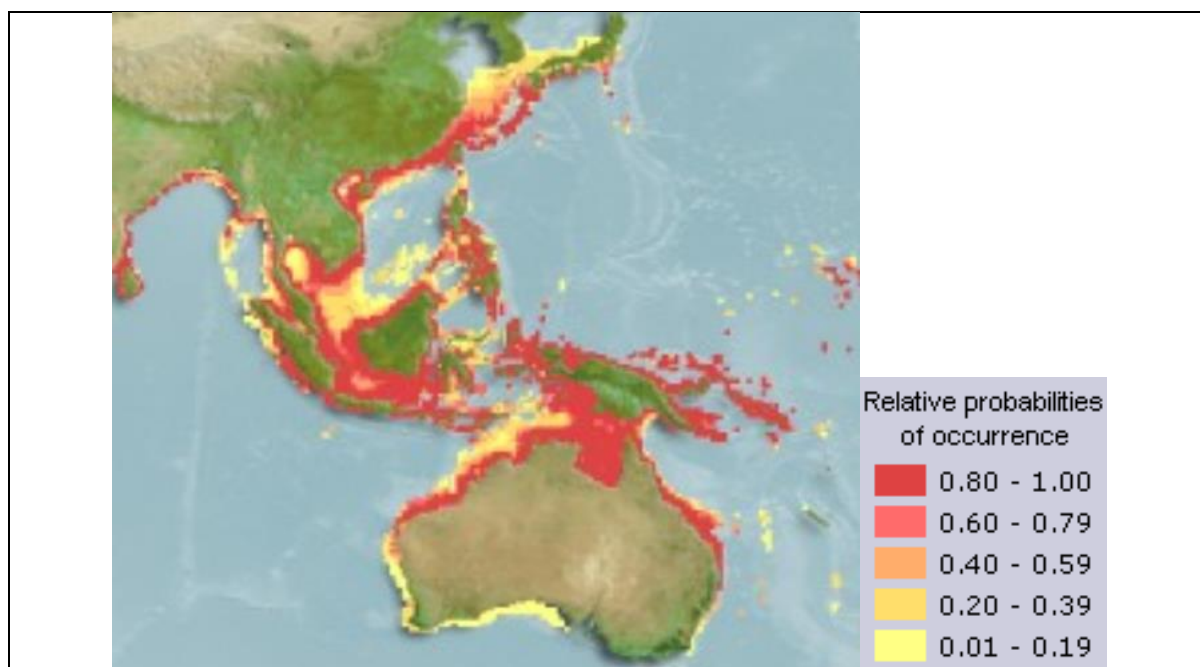 Relative probabilities
of occurrence
0.80 - 1.00
0.60 - 0.79
0.40 - 0.59
0.20 - 0.39
0.01 - 0.19